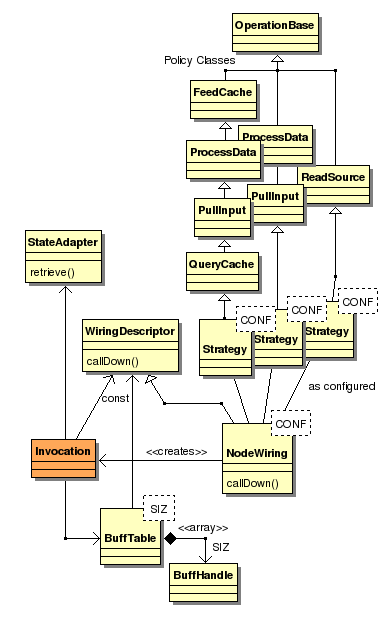 OperationBase
Policy Classes
FeedCache
ProcessData
ProcessData
ReadSource
PullInput
PullInput
StateAdapter
retrieve()
QueryCache
CONF
CONF
CONF
WiringDescriptor
callDown()
Strategy
Strategy
Strategy
as configured
const
CONF
Invocation
<<creates>>
NodeWiring
callDown()
SIZ
BuffTable
<<array>>
SIZ
BuffHandle